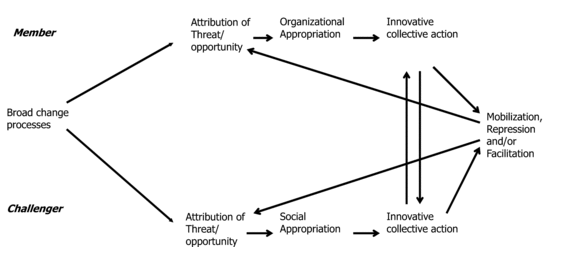 Member
Attribution of
Threat/
opportunity
Organizational
Appropriation
Innovative
collective action
Broad change
processes
Mobilization,
Repression
and/or
Facilitation
Challenger
Attribution of
Threat/
opportunity
Social
Appropriation
Innovative
collective action